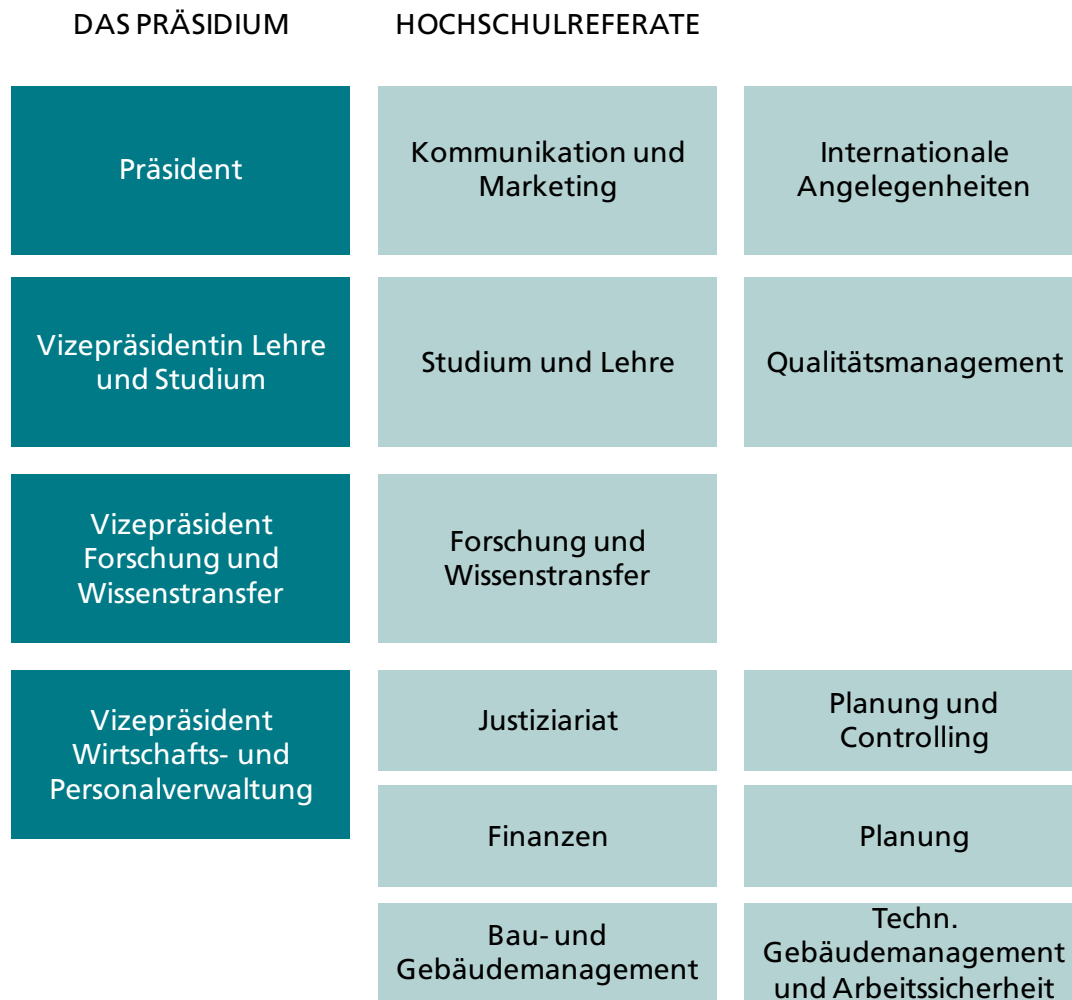 DAS PRÄSIDIUM
HOCHSCHULREFERATE
Präsident
Kommunikation und
Marketing
Internationale
Angelegenheiten
Vizepräsidentin Lehre
und Studium
Studium und Lehre
Qualitätsmanagement
Vizepräsident
Forschung und
Wissenstransfer
Forschung und
Wissenstransfer
Vizepräsident
Wirtschafts- und
Personalverwaltung
Justiziariat
Planung und
Controlling
Finanzen
Planung
Bau- und
Gebäudemanagement
Techn.
Gebäudemanagement
und Arbeitssicherheit